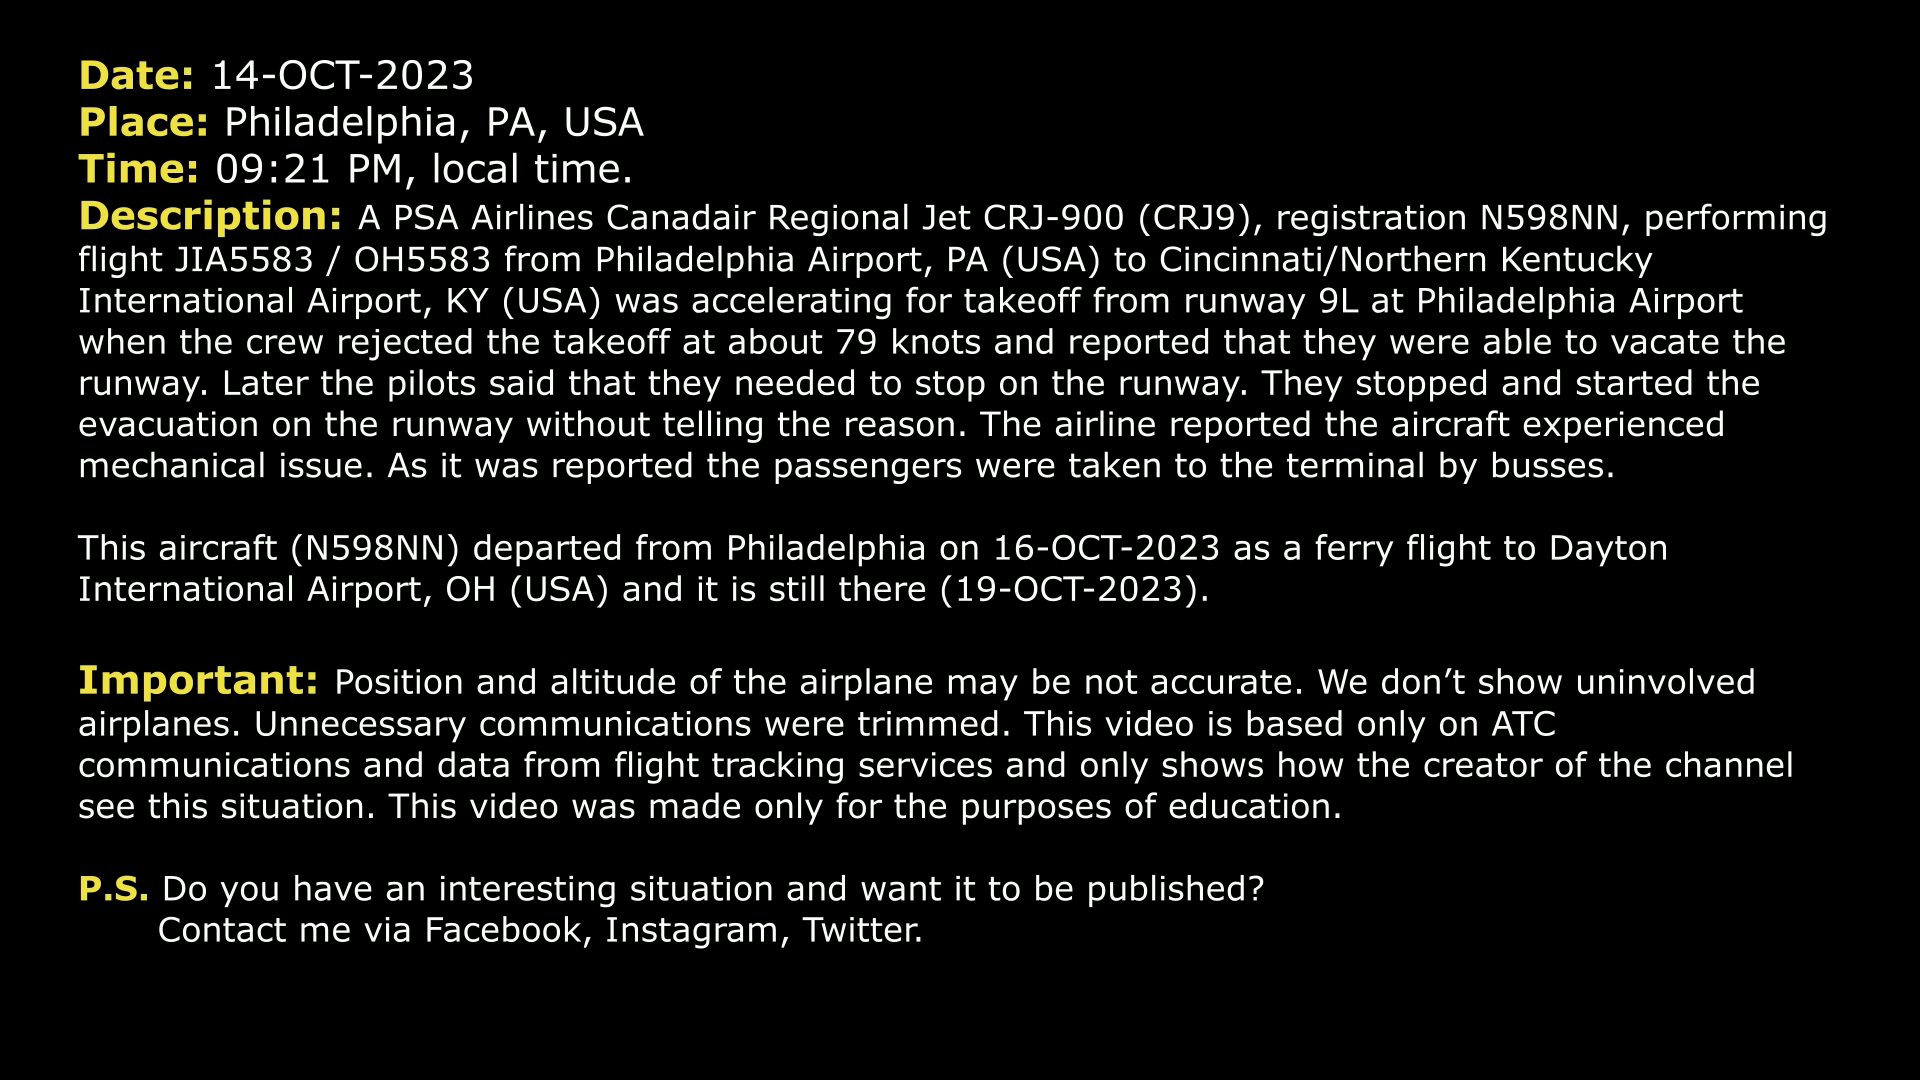 Date: 14-OCT-2023
Place: Philadelphia, PA, USA
Time: 09:21 PM, local time.
Description: A PSA Airlines Canadair Regional Jet CRJ-900 (CRJ9), registration N598NN, performing
flight JIA5583 / OH5583 from Philadelphia Airport, PA (USA) to Cincinnati/Northern Kentucky
International Airport, KY (USA) was accelerating for takeoff from runway 9L at Philadelphia Airport
when the crew rejected the takeoff at about 79 knots and reported that they were able to vacate the
runway. Later the pilots said that they needed to stop on the runway. They stopped and started the
evacuation on the runway without telling the reason. The airline reported the aircraft experienced
mechanical issue. As it was reported the passengers were taken to the terminal by busses.
This aircraft (N598NN) departed from Philadelphia on 16-OCT-2023 as a ferry flight to Dayton
International Airport, OH (USA) and it is still there (19-OCT-2023).
Important: Position and altitude of the airplane may be not accurate. We don’t show uninvolved
airplanes. Unnecessary communications were trimmed. This video is based only on ATC
communications and data from flight tracking services and only shows how the creator of the channel
see this situation. This video was made only for the purposes of education.
P.S. Do you have an interesting situation and want it to be published?
Contact me via Facebook, Instagram, Twitter.